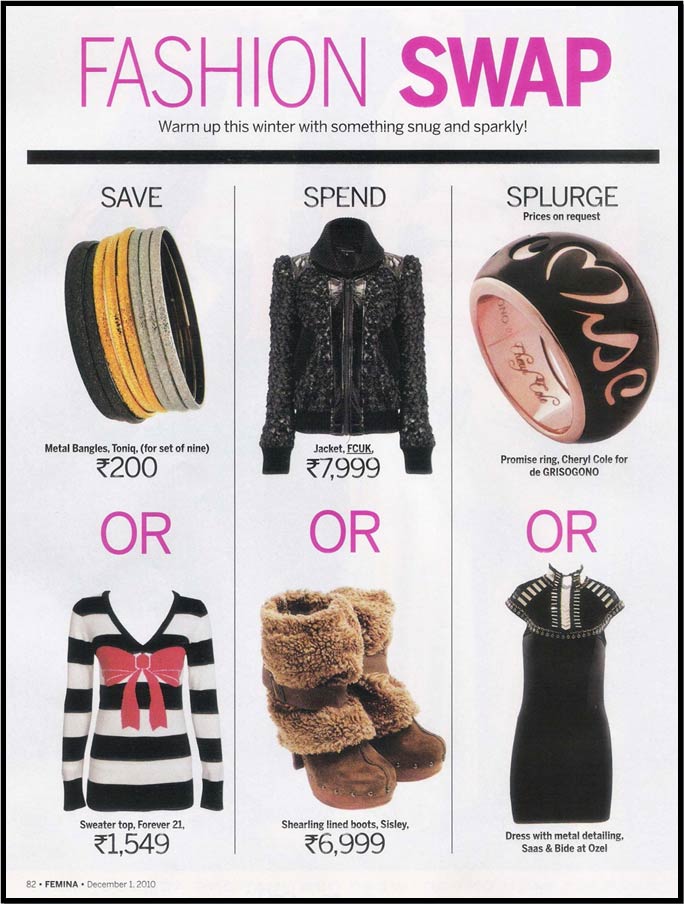 FASHION SWAP
Warm up this winter with something snug and sparkly!
SAVE
Metal Bangles, Toniq, (for set of nine)
₹200
OR
Sweater top, Forever 21,
₹1,549
SPEND
Jacket, FCUK,
₹7,999
OR
Shearling lined boots, Sisley,
₹6,999
SPLURGE
Prices on request
Cheryl Cole
Promise ring, Cheryl Cole for
de GRISOGONO
OR
Dress with metal detailing,
Saas & Bide at Ozel
82 • FEMINA • December 1, 2010